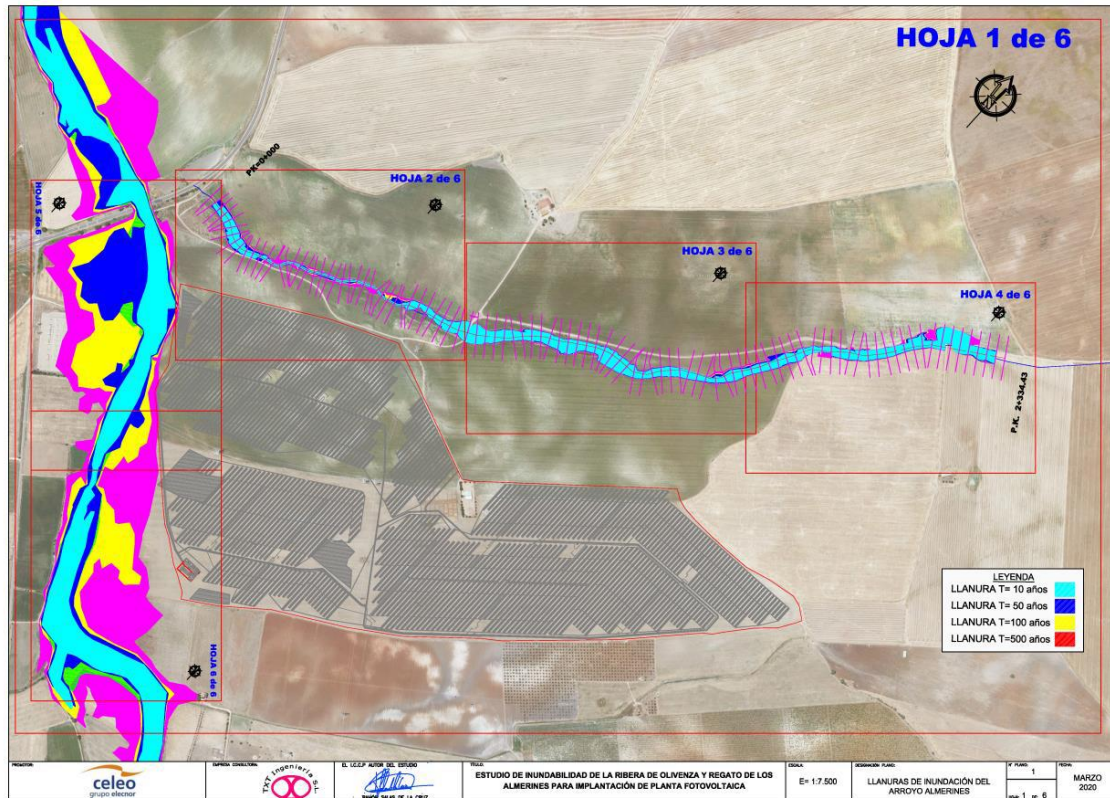 HOJA 1 de 6
PK=0+000
HOJA 2 de 6
HOJA 5 de 6
HOJA 3 de 6
HOJA 4 de 6
P.K. 2+334,43
LEYENDA
LLANURA T= 10 años
LLANURA T= 50 años
LLANURA T=100 años
LLANURA T=500 años
HOJA 6 de 6
PROMOTOR:
celeo
grupo elecnor
EMPRESA CONSULTORA:
TXT Ingeniería S.L.
EL I.C.C.P AUTOR DEL ESTUDIO
TÍTULO:
ESTUDIO DE INUNDABILIDAD DE LA RIBERA DE OLIVENZA Y REGATO DE LOS
ALMERINES PARA IMPLANTACIÓN DE PLANTA FOTOVOLTAICA
ESCALA:
E= 1:7.500
DESIGNACIÓN PLANO:
LLANURAS DE INUNDACIÓN DEL
ARROYO ALMERINES
Nº PLANO:
1
HOJA 1 DE 6
FECHA:
MARZO
2020